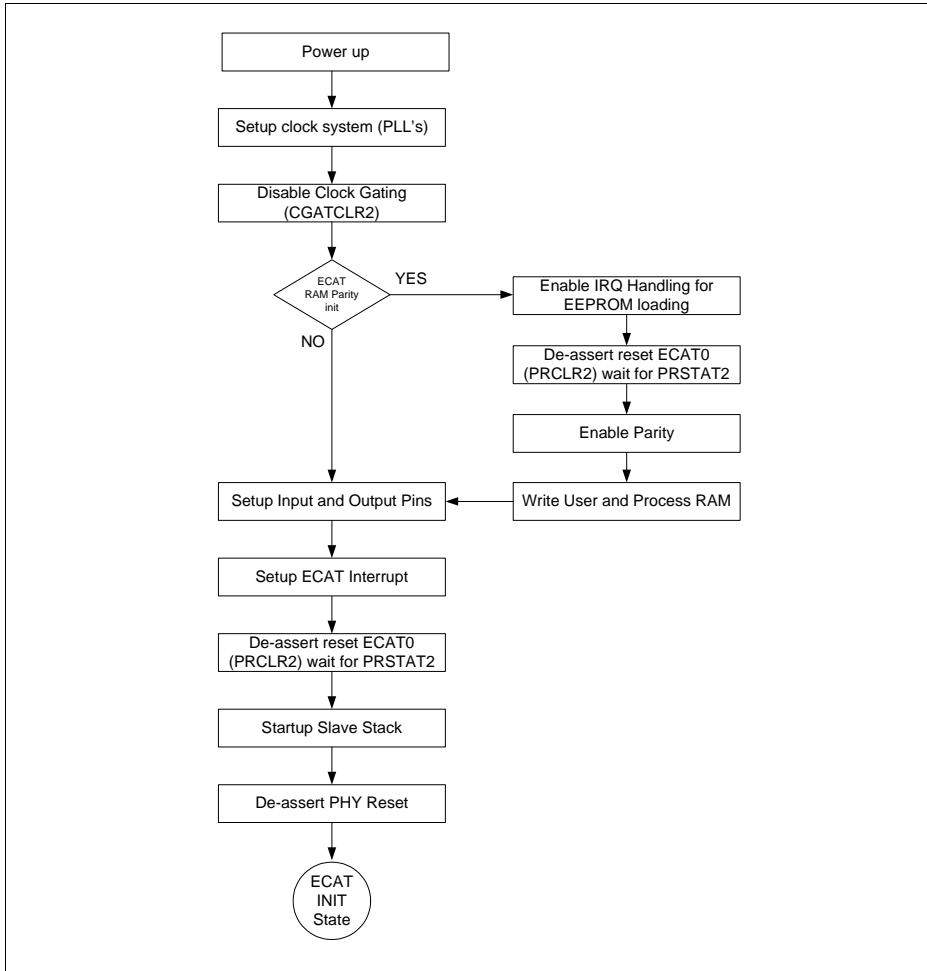 Power up
Setup clock system (PLL's)
Disable Clock Gating
(CGATCLR2)
ECAT
RAM Parity
init
YES
NO
Enable IRQ Handling for
EEPROM loading
De-assert reset ECAT0
(PRCLR2) wait for PRSTAT2
Enable Parity
Write User and Process RAM
Setup Input and Output Pins
Setup ECAT Interrupt
De-assert reset ECAT0
(PRCLR2) wait for PRSTAT2
Startup Slave Stack
De-assert PHY Reset
ECAT
INIT
State